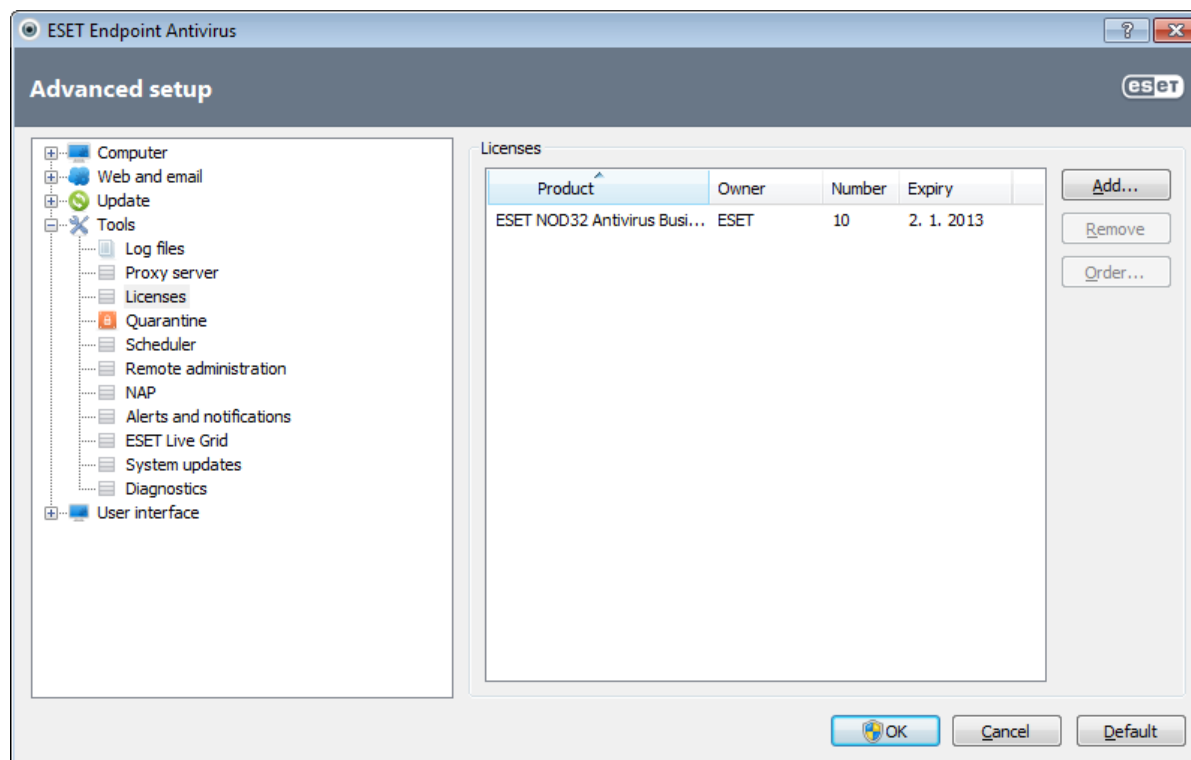 ESET Endpoint Antivirus
?
Advanced setup
eseT
Computer
Web and email
Update
Tools
Log files
Proxy server
Licenses
Quarantine
Scheduler
Remote administration
NAP
Alerts and notifications
ESET Live Grid
System updates
Diagnostics
User interface
Licenses
Product Owner Number Expiry
ESET NOD32 Antivirus Busi... ESET 10 2. 1. 2013
Add...
Remove
Order...
OK Cancel Default